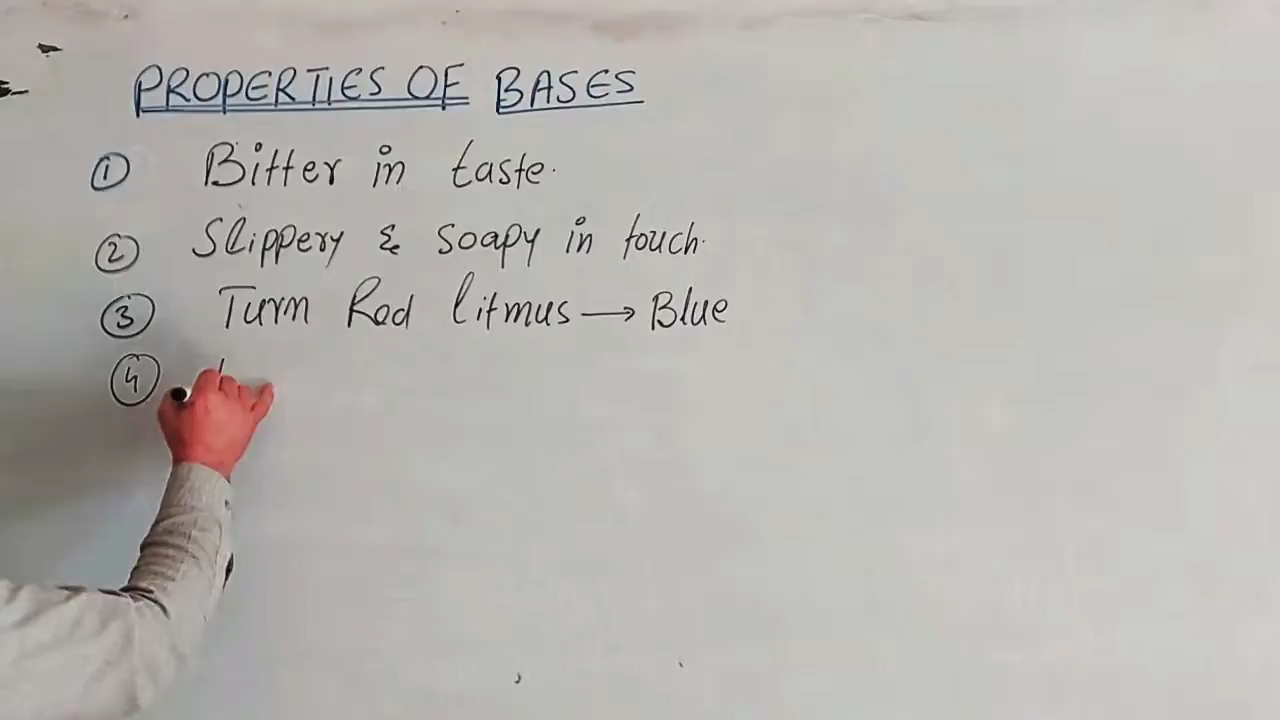 PROPERTIES OF BASES
① Bitter in taste.
② Slippery & Soapy in touch.
③ Turn Red litmus → Blue
④